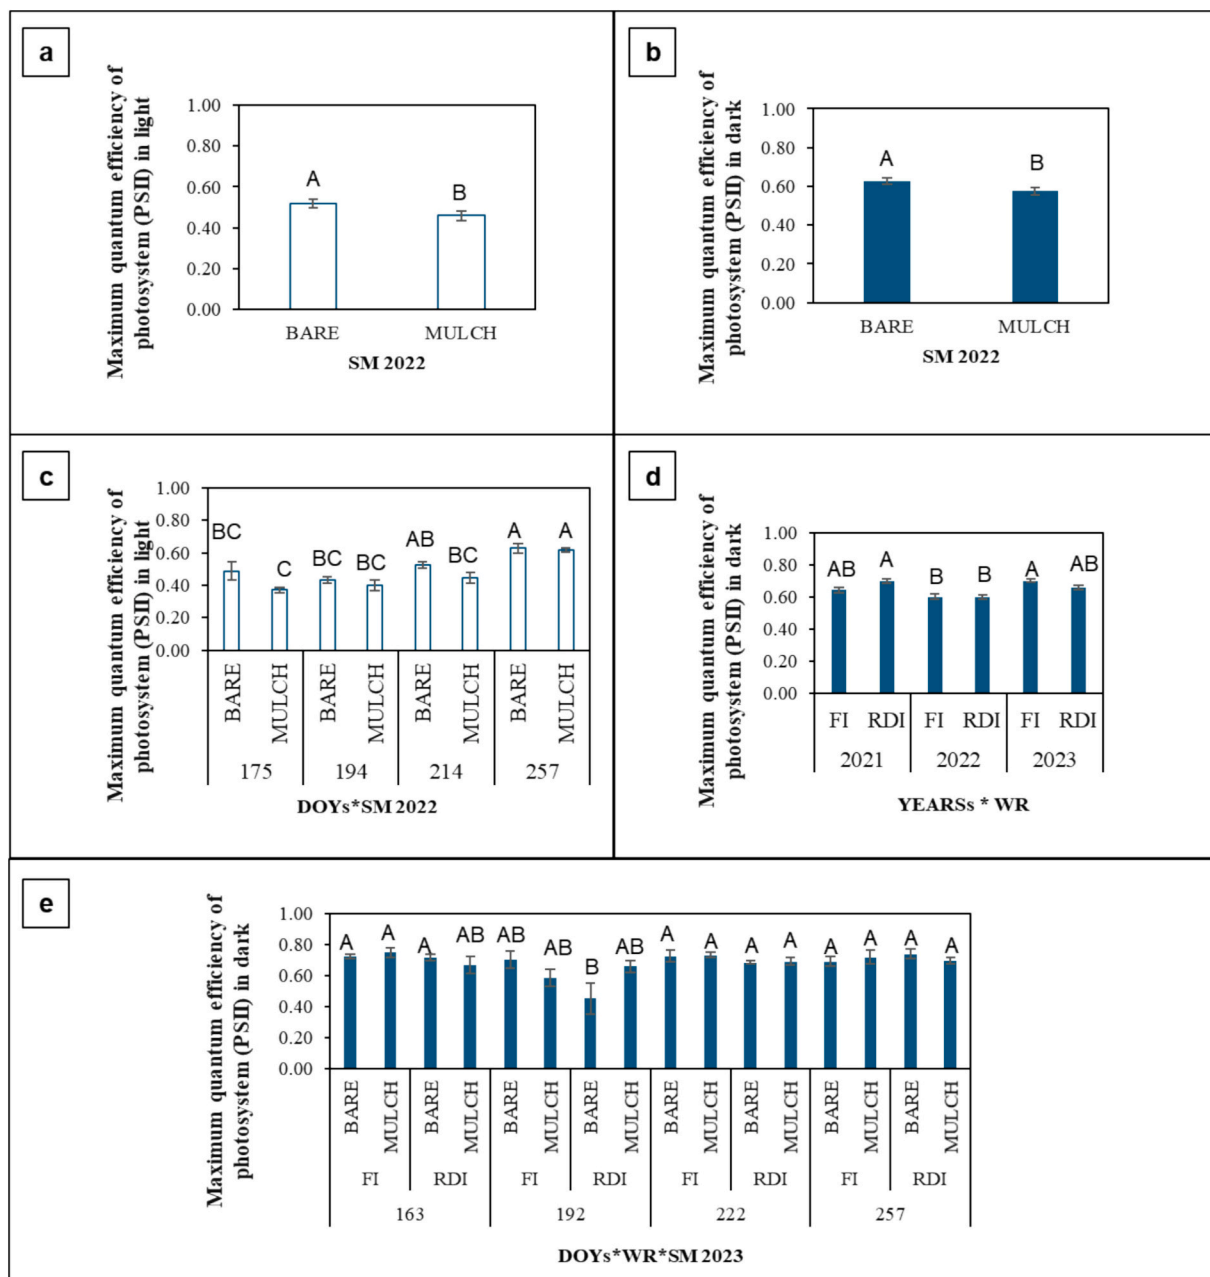 a
Maximum quantum efficiency of
photosystem (PSII) in light
1.00
0.80
0.60
0.40
0.20
0.00
A
B
BARE
MULCH
SM 2022
b
Maximum quantum efficiency of
photosystem (PSII) in dark
1.00
0.80
0.60
0.40
0.20
0.00
A
B
BARE
MULCH
SM 2022
c
Maximum quantum efficiency of
photosystem (PSII) in light
1.00
0.80
0.60
0.40
0.20
0.00
BC
C
BC
BC
AB
BC
A
A
BARE
MULCH
BARE
MULCH
BARE
MULCH
BARE
MULCH
175
194
214
257
DOYs*SM 2022
d
Maximum quantum efficiency of
photosystem (PSII) in dark
1.00
0.80
0.60
0.40
0.20
0.00
AB
A
B
B
A
AB
FI
RDI
FI
RDI
FI
RDI
2021
2022
2023
YEARSs * WR
e
Maximum quantum efficiency of
photosystem (PSII) in dark
1.00
0.80
0.60
0.40
0.20
0.00
A
A
A
AB
AB
AB
B
AB
A
A
A
A
A
A
A
A
BARE
MULCH
BARE
MULCH
BARE
MULCH
BARE
MULCH
BARE
MULCH
BARE
MULCH
BARE
MULCH
BARE
MULCH
FI
RDI
FI
RDI
FI
RDI
FI
RDI
163
192
222
257
DOYs*WR*SM 2023